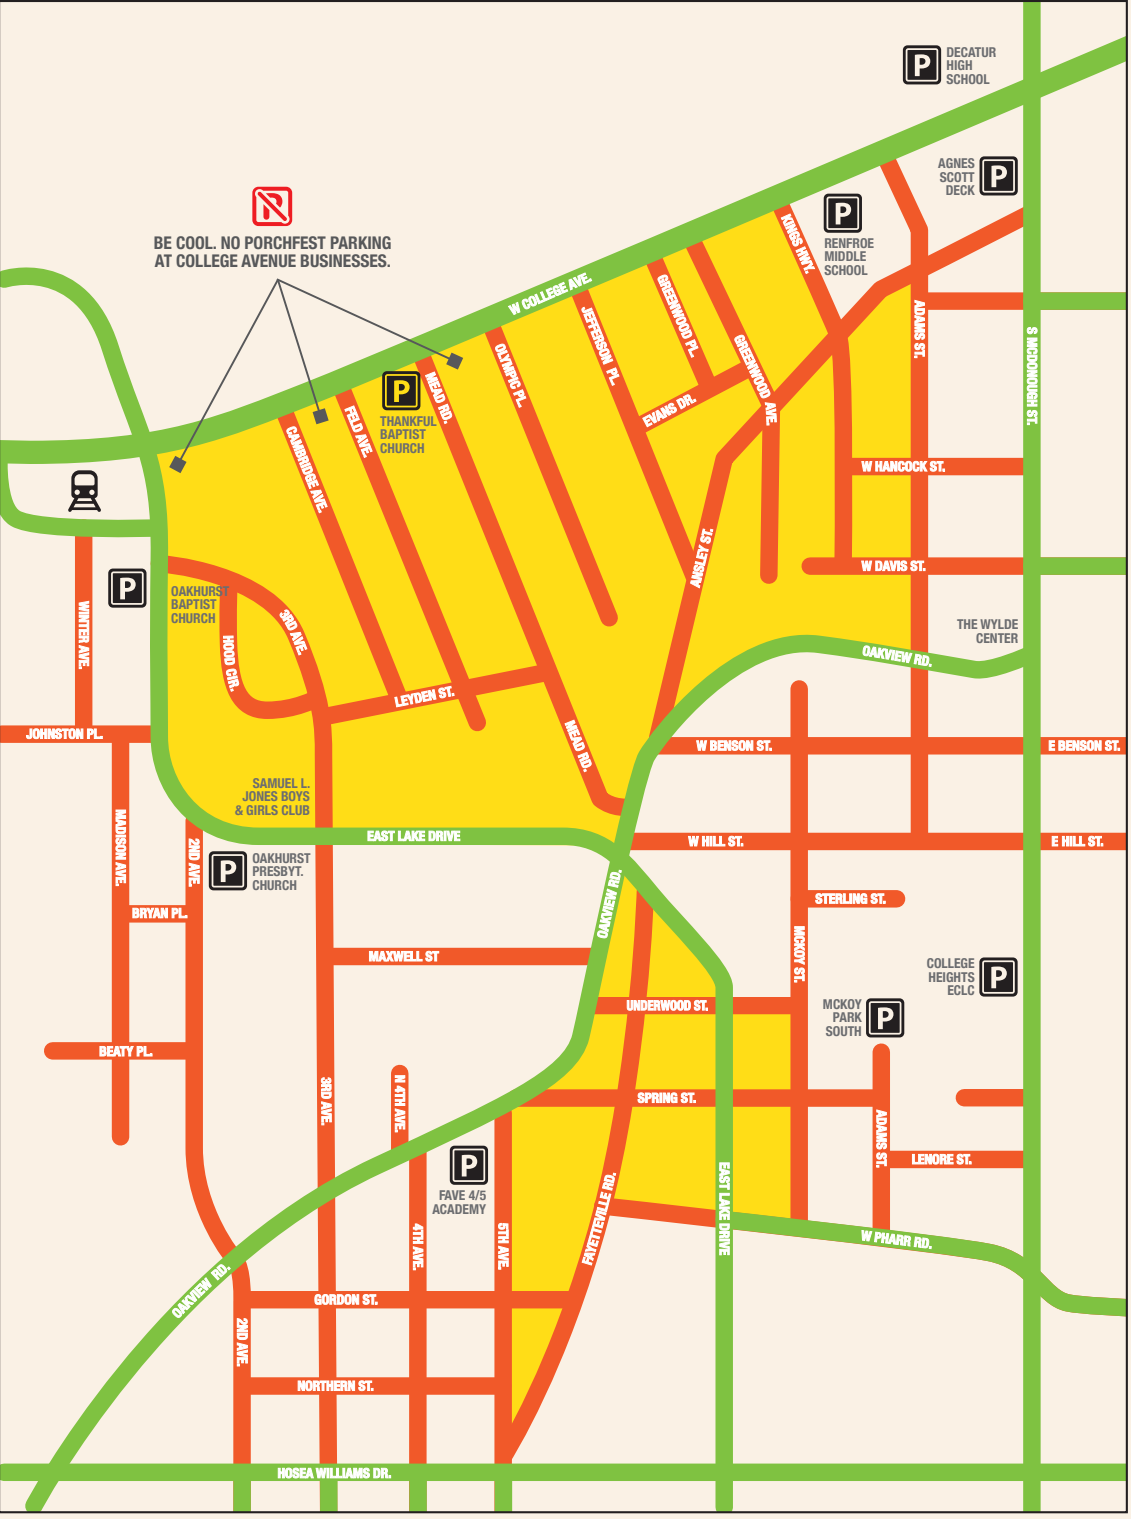 P
DECATUR
HIGH
SCHOOL
AGNES
SCOTT
DECK
P
P
RENFROE
MIDDLE
SCHOOL
P
BE COOL. NO PORCHFEST PARKING
AT COLLEGE AVENUE BUSINESSES.
W COLLEGE AVE.
KINGS HWY.
GREENWOOD PL.
JEFFERSON PL.
OLYMPIC PL.
GREENWOOD AVE.
ADAMS ST.
S MCDONOUGH ST.
P
THANKFUL
BAPTIST
CHURCH
MEAD RD.
FELD AVE.
CAMBRIDGE AVE.
EVANS DR.
W HANCOCK ST.
ANSLEY ST.
W DAVIS ST.
P
OAKHURST
BAPTIST
CHURCH
WINTER AVE.
HOOD CIR.
3RD AVE.
THE WYLDE
CENTER
OAKVIEW RD.
LEYDEN ST.
MEAD RD.
JOHNSTON PL.
W BENSON ST.
E BENSON ST.
SAMUEL L.
JONES BOYS
& GIRLS CLUB
MADISON AVE.
2ND AVE.
EAST LAKE DRIVE
W HILL ST.
E HILL ST.
P
OAKHURST
PRESBYT.
CHURCH
OAKVIEW RD.
STERLING ST.
BRYAN PL.
MCKOY ST.
MAXWELL ST
COLLEGE
HEIGHTS
ECLC
P
UNDERWOOD ST.
MCKOY
PARK
SOUTH
P
BEATY PL.
3RD AVE.
N 4TH AVE.
SPRING ST.
ADAMS ST.
LENORE ST.
P
FAVE 4/5
ACADEMY
4TH AVE.
5TH AVE.
FAYETTEVILLE RD.
EAST LAKE DRIVE
W PHARR RD.
OAKVIEW RD.
GORDON ST.
2ND AVE.
NORTHERN ST.
HOSEA WILLIAMS DR.